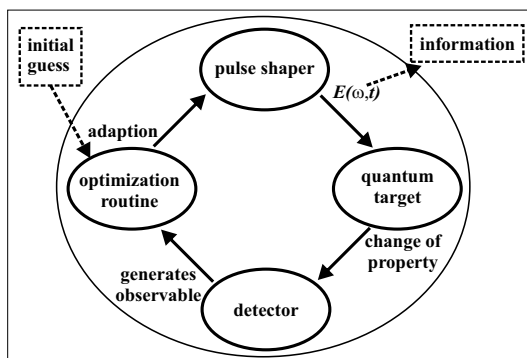 initial
guess
information
pulse shaper
E(ω,t)
adaption
optimization
routine
quantum
target
change of
property
generates
observable
detector